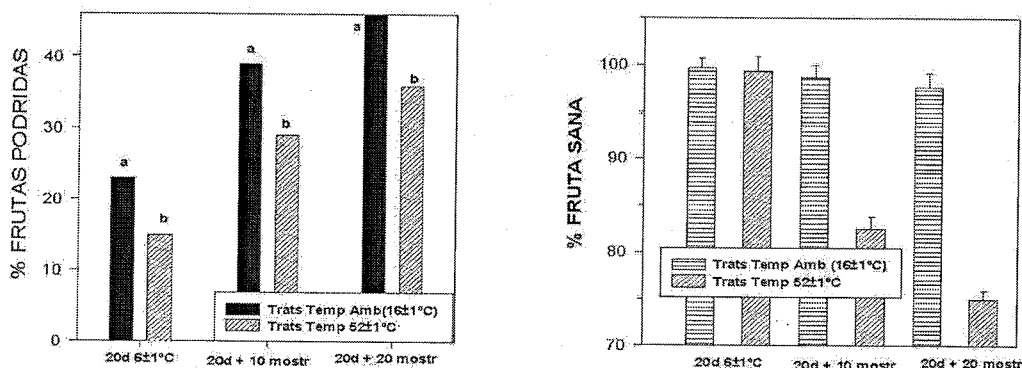 % FRUTAS PODRIDAS
40
30
20
10
0
a
b
a
b
a
b
Trats Temp Amb(16±1°C)
Trats Temp 52±1°C
20d 6±1°C
20d + 10 mostr
20d + 20 mostr
% FRUTA SANA
100
90
80
70
Trats Temp Amb (16±1°C)
Trats Temp 52±1°C
20d 6±1°C
20d + 10 mostr
20d + 20 mostr